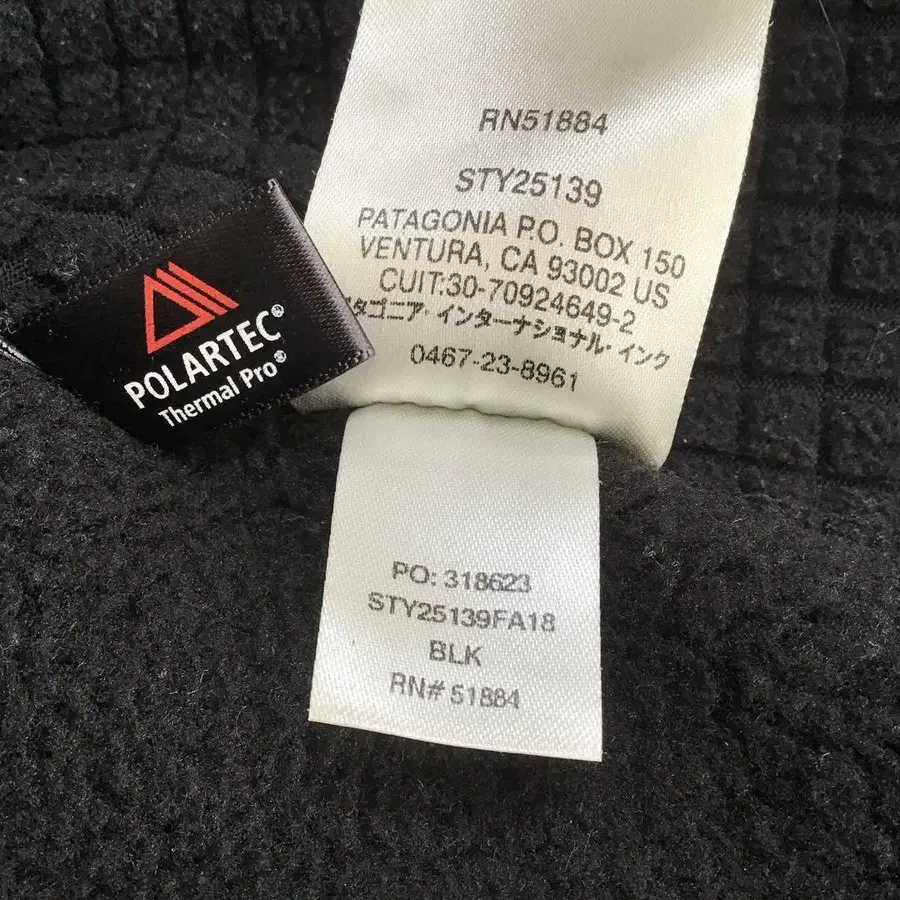 RN51884
STY25139
PATAGONIA P.O. BOX 150
VENTURA, CA 93002 US
CUIT:30-70924649-2
パタゴニア・インターナショナル・インク
0467-23-8961
POLARTEC®
Thermal Pro®
PO: 318623
STY25139FA18
BLK
RN# 51884